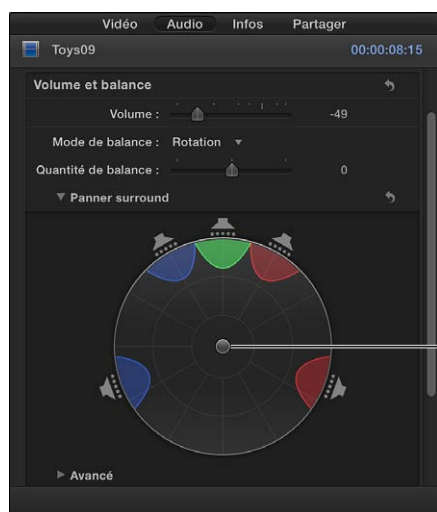 Vidéo Audio Infos Partager
Toys09 00:00:08:15
Volume et balance
Volume : -49
Mode de balance : Rotation
Quantité de balance : 0
Panner surround
Avancé